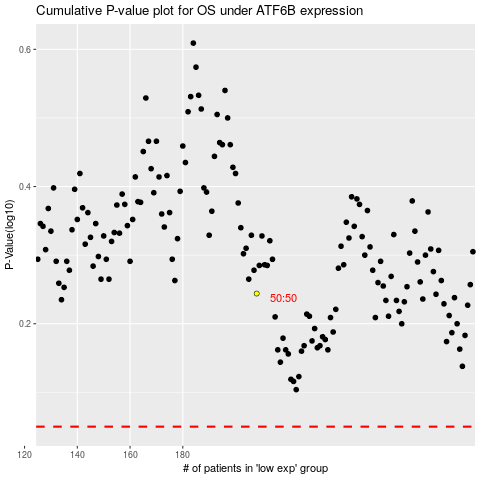 Cumulative P-value plot for OS under ATF6B expression
P-Value(log10)
0.6
0.4
0.2
50:50
120 140 160 180
# of patients in 'low exp' group